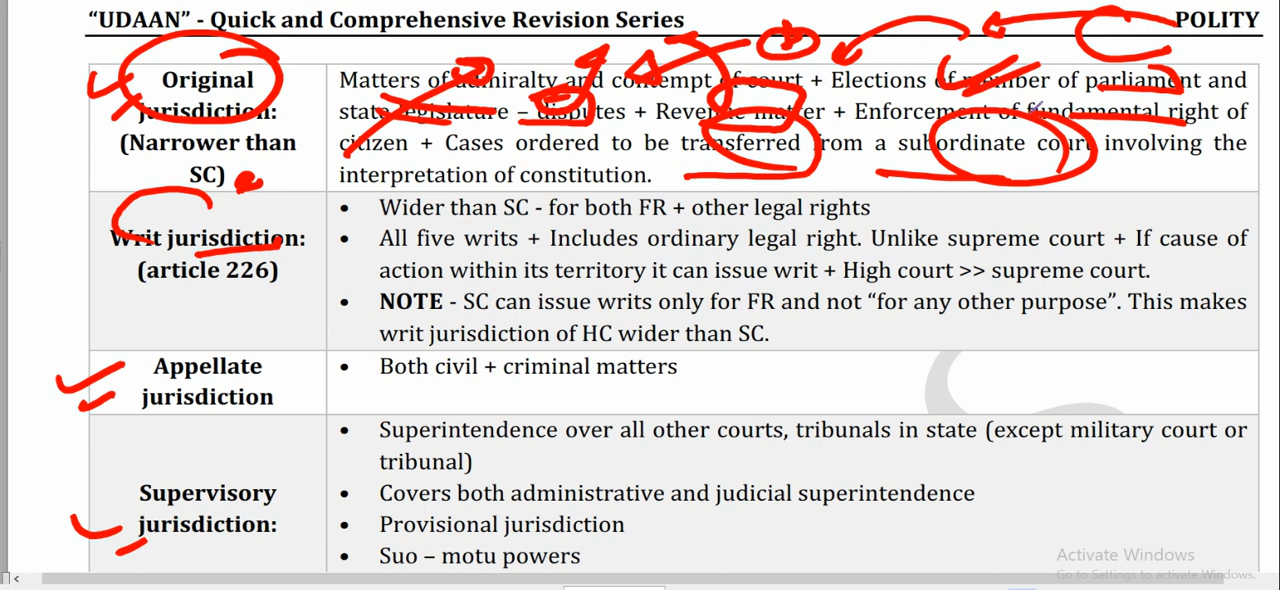 “UDAAN” - Quick and Comprehensive Revision Series POLITY
Original jurisdiction:
(Narrower than
SC)
Matters of admiralty and contempt of court + Elections of member of parliament and
state legislature – disputes + Revenue matter + Enforcement of fundamental right of
citizen + Cases ordered to be transferred from a subordinate court involving the
interpretation of constitution.
Writ jurisdiction:
(article 226)
• Wider than SC - for both FR + other legal rights
• All five writs + Includes ordinary legal right. Unlike supreme court + If cause of
action within its territory it can issue writ + High court >> supreme court.
• NOTE - SC can issue writs only for FR and not “for any other purpose”. This makes
writ jurisdiction of HC wider than SC.
Appellate
jurisdiction
• Both civil + criminal matters
Supervisory
jurisdiction:
• Superintendence over all other courts, tribunals in state (except military court or
tribunal)
• Covers both administrative and judicial superintendence
• Provisional jurisdiction
• Suo – motu powers
Activate Windows
Go to Settings to activate Windows.